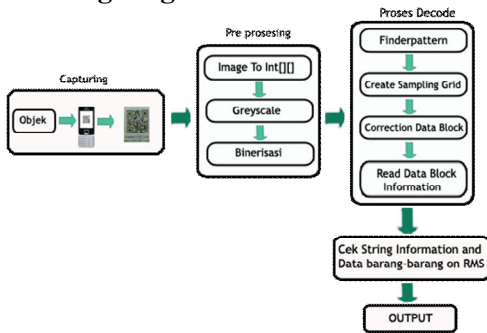 Capturing
Objek
Pre prosesing
Image To Int[][]
Greyscale
Binerisasi
Proses Decode
Finderpattern
Create Sampling Grid
Correction Data Block
Read Data Block
Information
Cek String Information and
Data barang-barang on RMS
OUTPUT